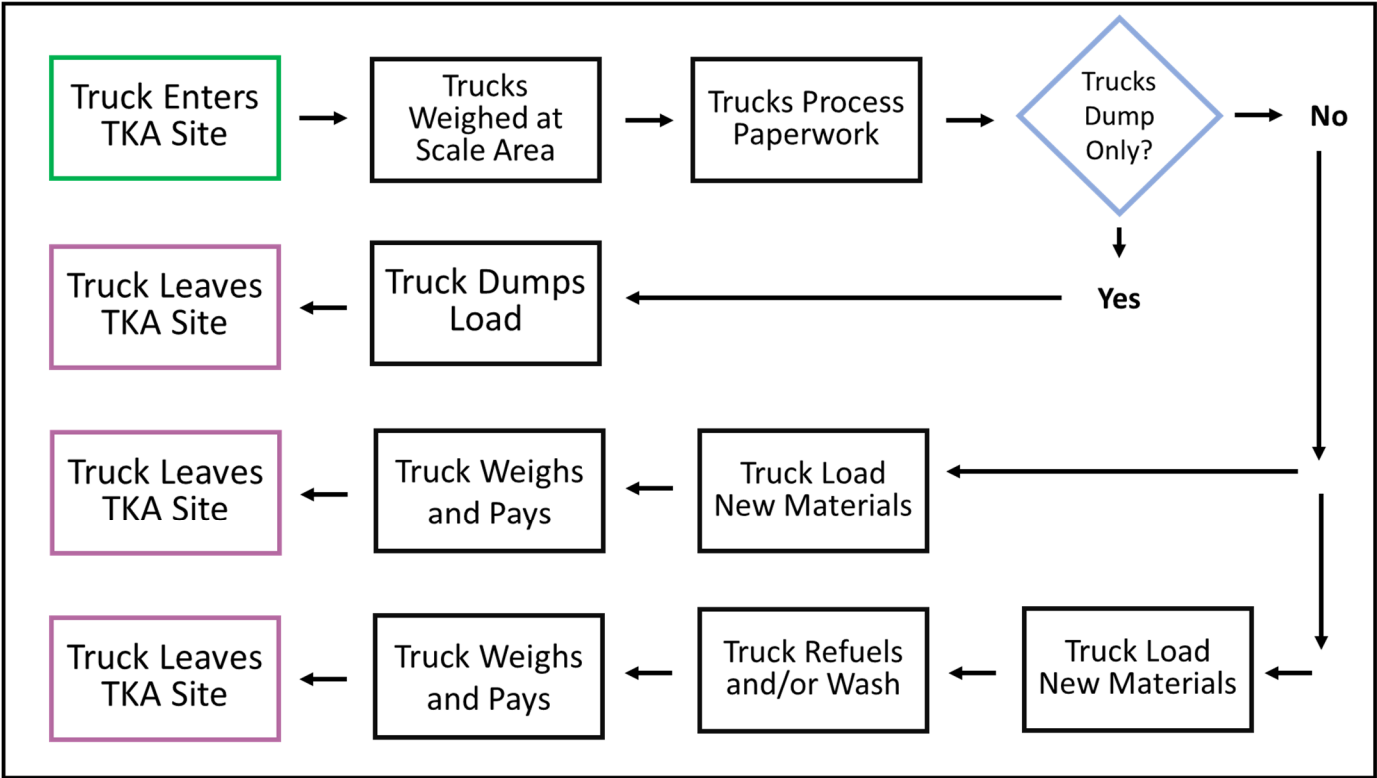 Truck Enters
TKA Site
Trucks
Weighed at
Scale Area
Trucks Process
Paperwork
Trucks
Dump
Only?
No
Truck Leaves
TKA Site
Truck Dumps
Load
Yes
Truck Leaves
TKA Site
Truck Weighs
and Pays
Truck Load
New Materials
Truck Leaves
TKA Site
Truck Weighs
and Pays
Truck Refuels
and/or Wash
Truck Load
New Materials